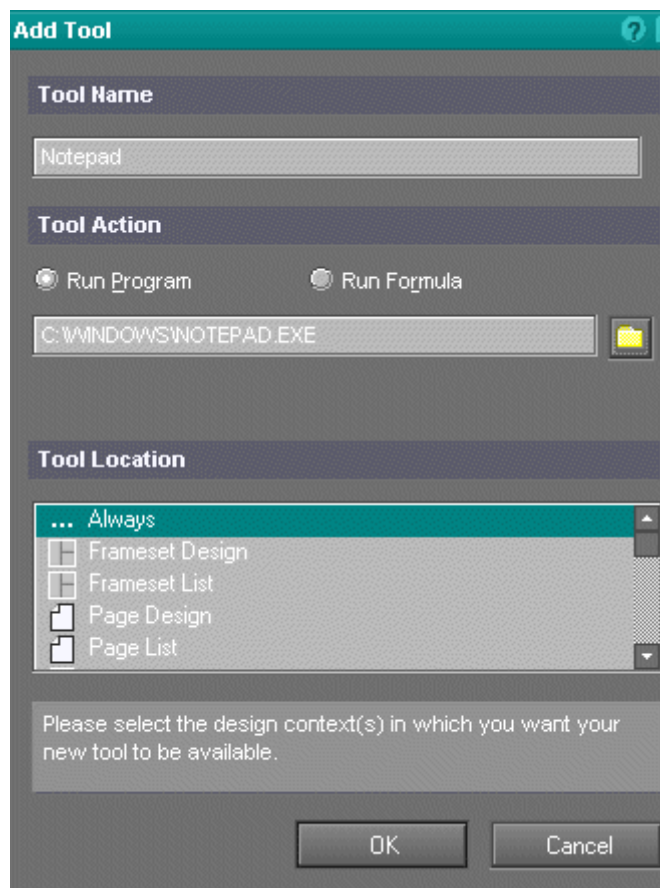 Add Tool ?
Tool Name
Notepad
Tool Action
Run Program Run Formula
C:\WINDOWS\NOTEPAD.EXE
Tool Location
... Always
Frameset Design
Frameset List
Page Design
Page List
Please select the design context(s) in which you want your
new tool to be available.
OK Cancel